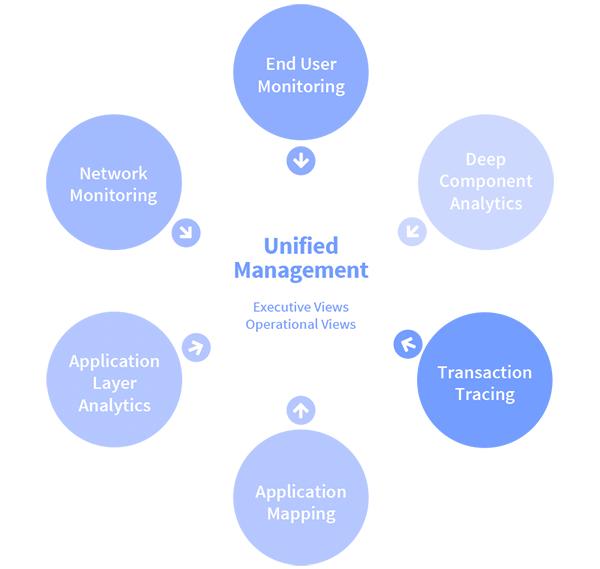 End User
Monitoring
Network
Monitoring
Deep
Component
Analytics
Unified
Management
Executive Views
Operational Views
Application
Layer
Analytics
Transaction
Tracing
Application
Mapping